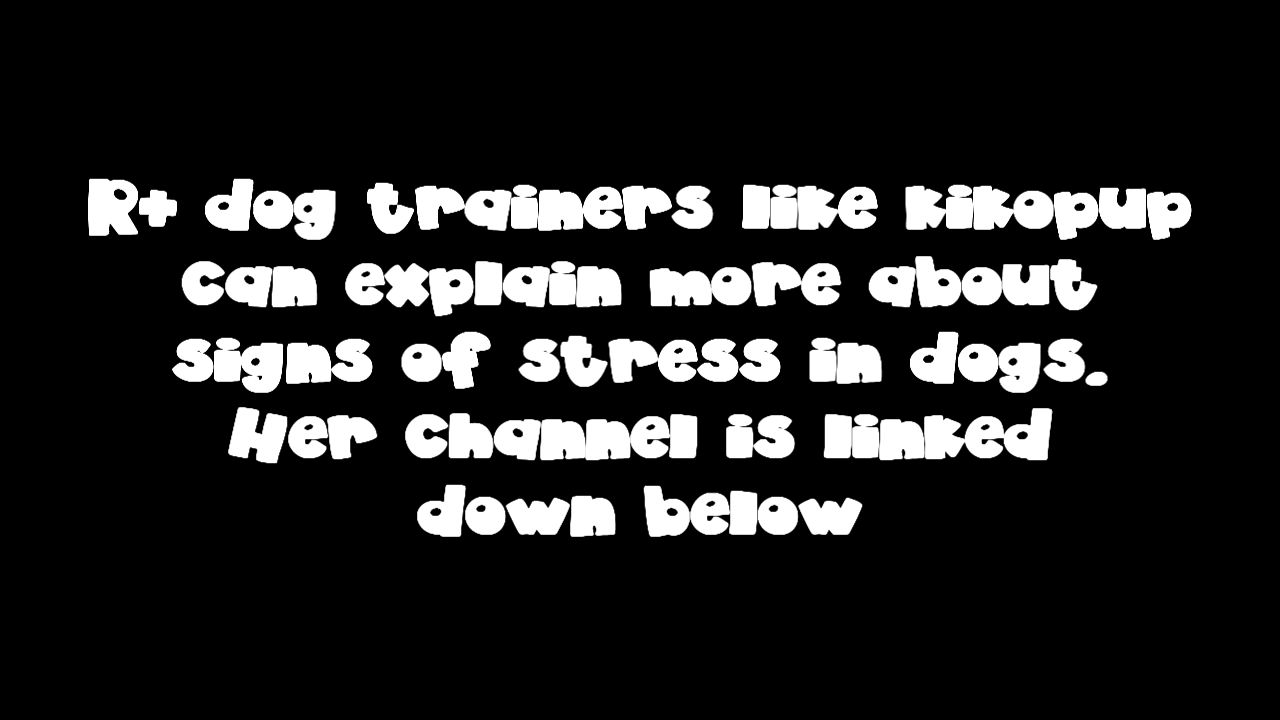 R+ dog trainers like kikopup
can explain more about
signs of stress in dogs.
Her channel is linked
down below